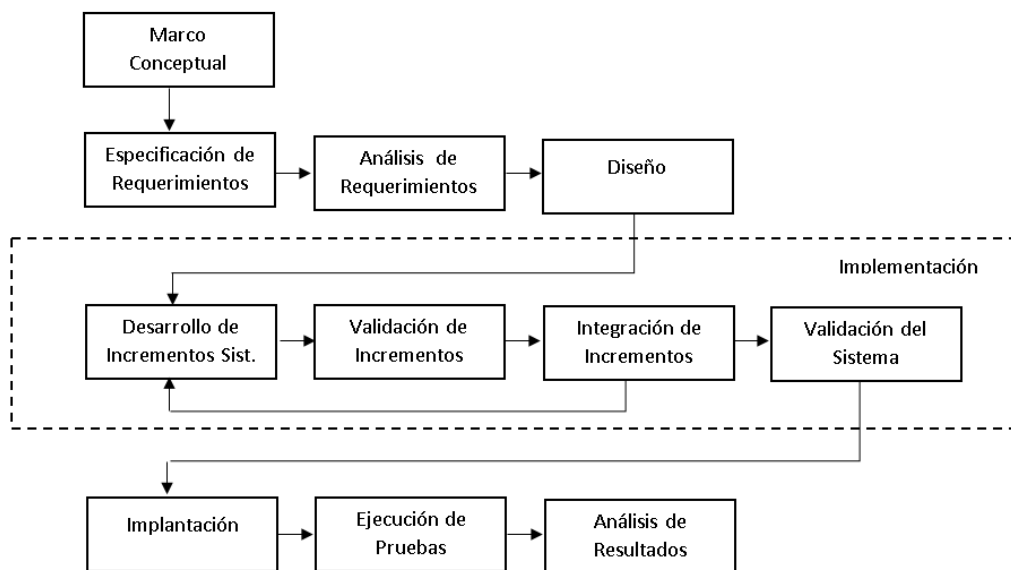 Marco
Conceptual
Especificación de
Requerimientos
Análisis de
Requerimientos
Diseño
Implementación
Desarrollo de
Incrementos Sist.
Validación de
Incrementos
Integración de
Incrementos
Validación del
Sistema
Implantación
Ejecución de
Pruebas
Análisis de
Resultados